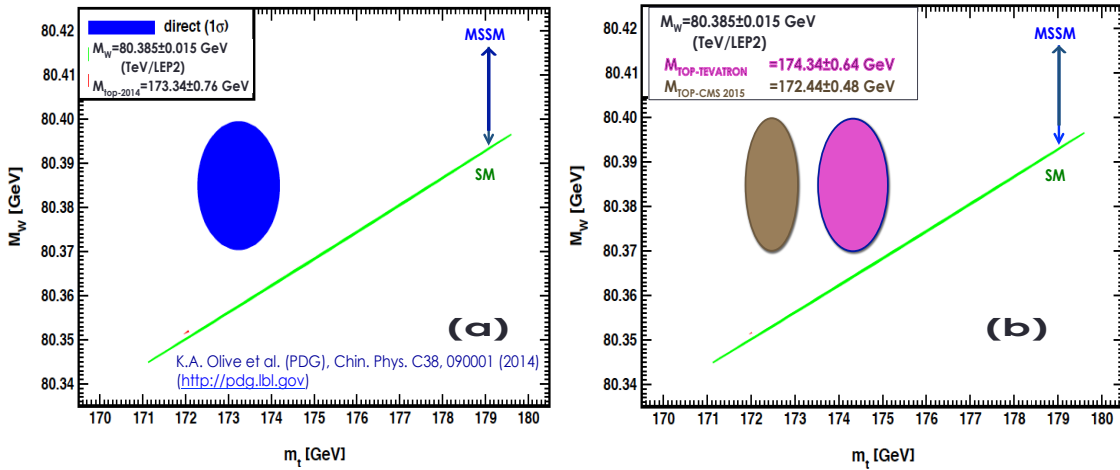 direct (1σ)
M_W=80.385±0.015 GeV
(TeV/LEP2)
M_top-2014=173.34±0.76 GeV
MSSM
SM
(a)
K.A. Olive et al. (PDG), Chin. Phys. C38, 090001 (2014)
(http://pdg.lbl.gov)
M_W [GeV]
80.42
80.41
80.40
80.39
80.38
80.37
80.36
80.35
80.34
170 171 172 173 174 175 176 177 178 179 180
m_t [GeV]
M_W=80.385±0.015 GeV
(TeV/LEP2)
M_TOP-TEVATRON =174.34±0.64 GeV
M_TOP-CMS 2015 =172.44±0.48 GeV
MSSM
SM
(b)
M_W [GeV]
80.42
80.41
80.40
80.39
80.38
80.37
80.36
80.35
80.34
170 171 172 173 174 175 176 177 178 179 180
m_t [GeV]